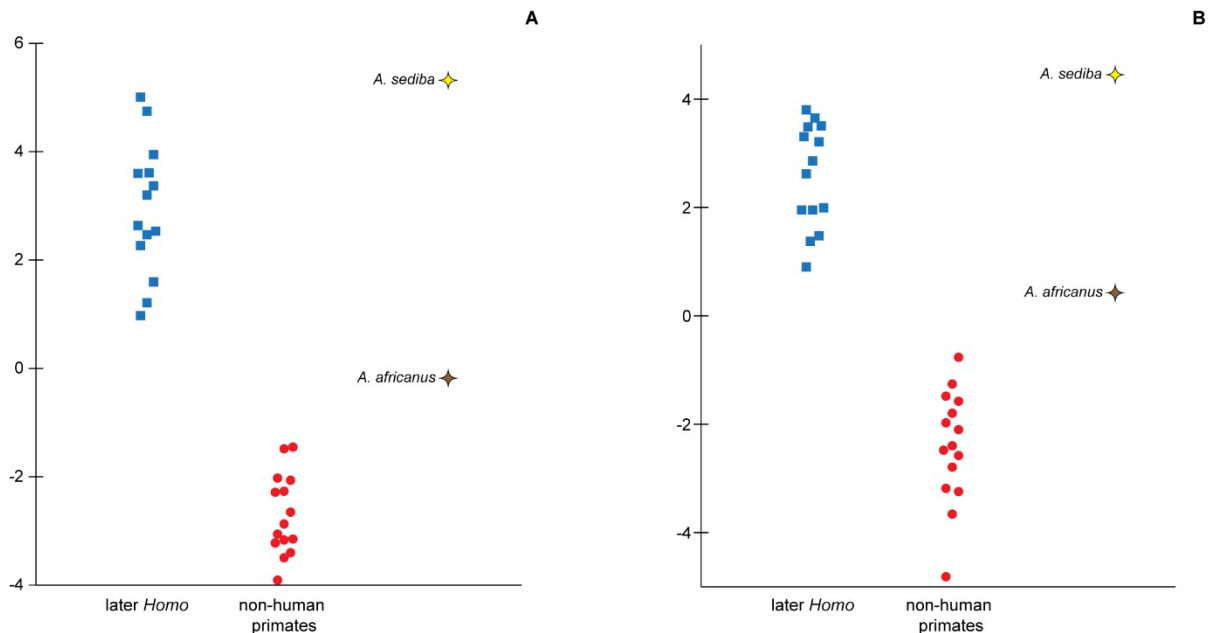 A
6
4
2
0
-2
-4
A. sediba
A. africanus
later Homo
non-human
primates
B
4
2
0
-2
-4
A. sediba
A. africanus
later Homo
non-human
primates